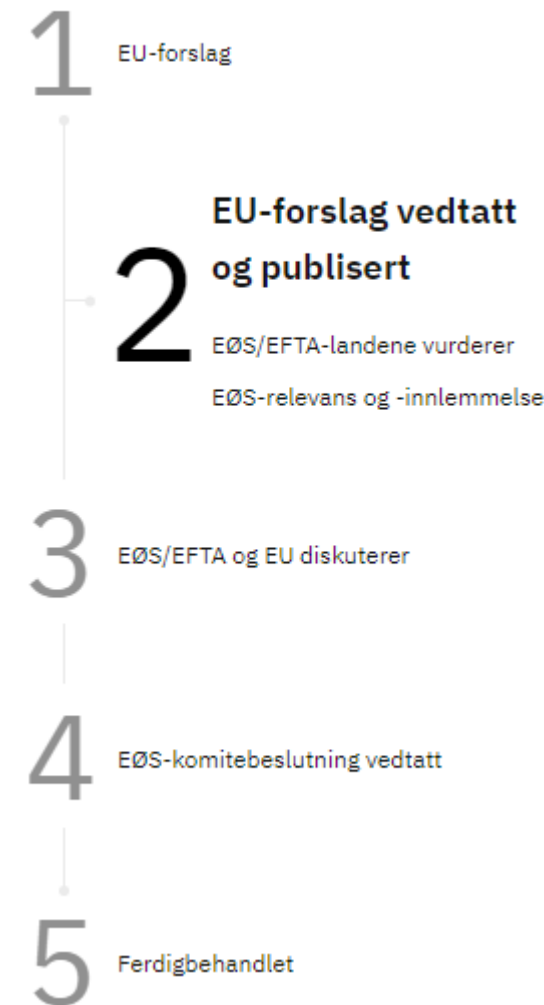 1
EU-forslag
2
EU-forslag vedtatt
og publisert
EØS/EFTA-landene vurderer
EØS-relevans og -innlemmelse
3
EØS/EFTA og EU diskuterer
4
EØS-komitebeslutning vedtatt
5
Ferdigbehandlet